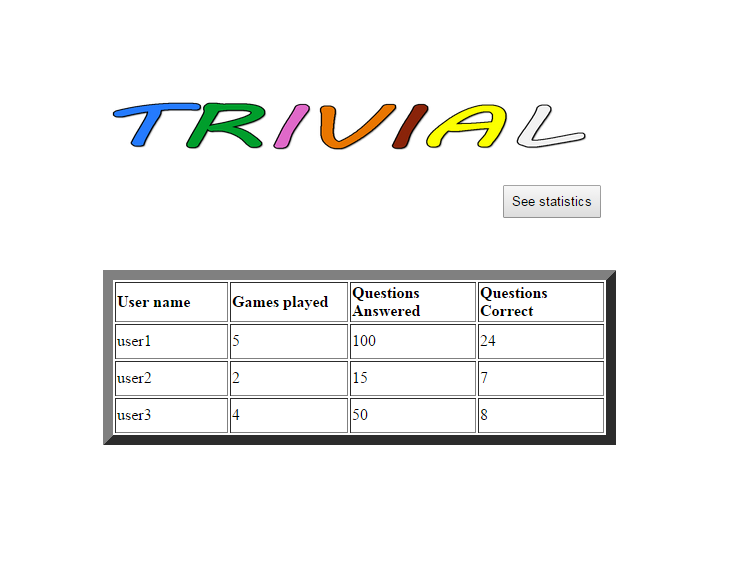 TRIVIAL
See statistics
User name Games played Questions Answered Questions Correct
user1 5 100 24
user2 2 15 7
user3 4 50 8